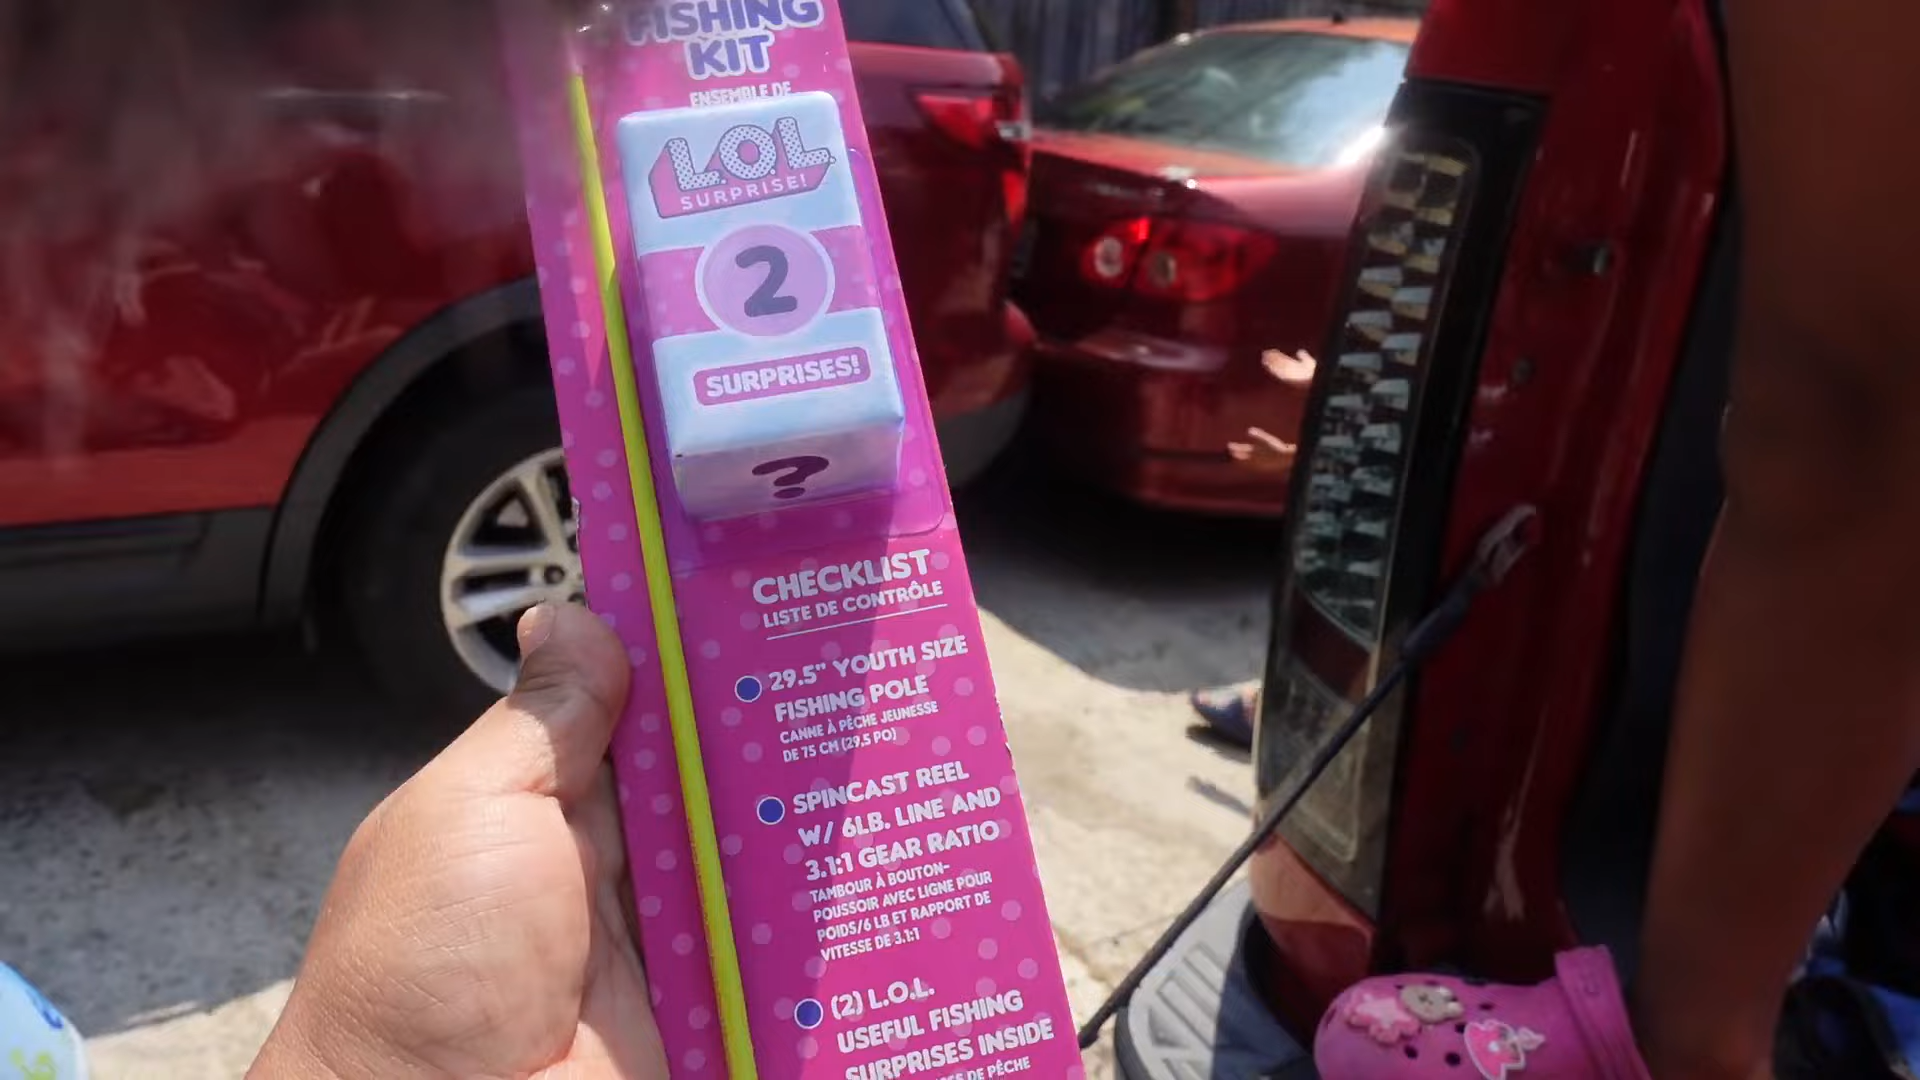 FISHING
KIT
ENSEMBLE DE
L.O.L.
SURPRISE!
2
SURPRISES!
?
CHECKLIST
LISTE DE CONTRÔLE
29.5" YOUTH SIZE
FISHING POLE
CANNE À PÊCHE JEUNESSE
DE 75 CM (29,5 PO)
SPINCAST REEL
W/ 6LB. LINE AND
3.1:1 GEAR RATIO
TAMBOUR À BOUTON-
POUSSOIR AVEC LIGNE POUR
POIDS/6 LB ET RAPPORT DE
VITESSE DE 3.1:1
(2) L.O.L.
USEFUL FISHING
SURPRISES INSIDE
DE PÊCHE